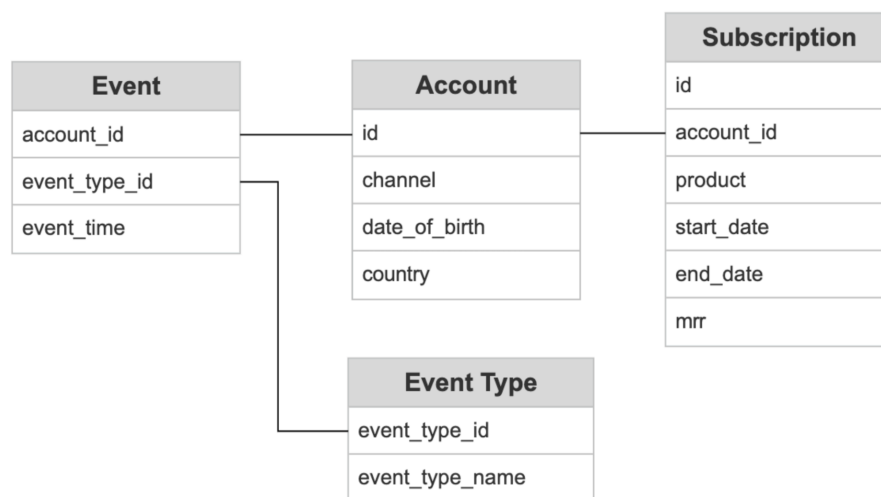 Event
account_id
event_type_id
event_time
Account
id
channel
date_of_birth
country
Subscription
id
account_id
product
start_date
end_date
mrr
Event Type
event_type_id
event_type_name